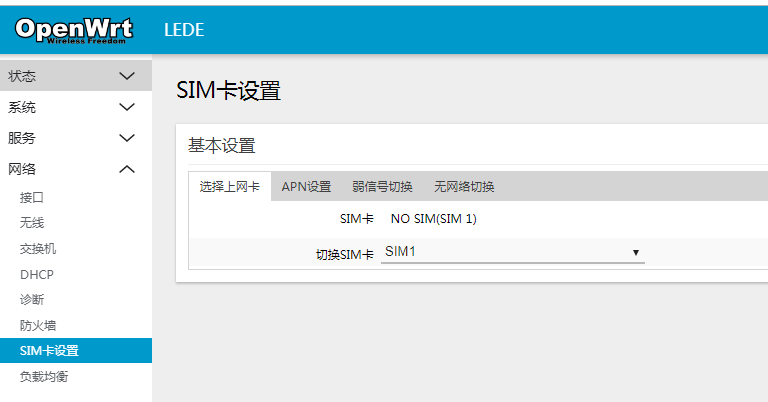 OpenWrt
Wireless Freedom
LEDE
状态
系统
服务
网络
接口
无线
交换机
DHCP
诊断
防火墙
SIM卡设置
负载均衡
SIM卡设置
基本设置
选择上网卡 APN设置 弱信号切换 无网络切换
SIM卡 NO SIM(SIM 1)
切换SIM卡 SIM1